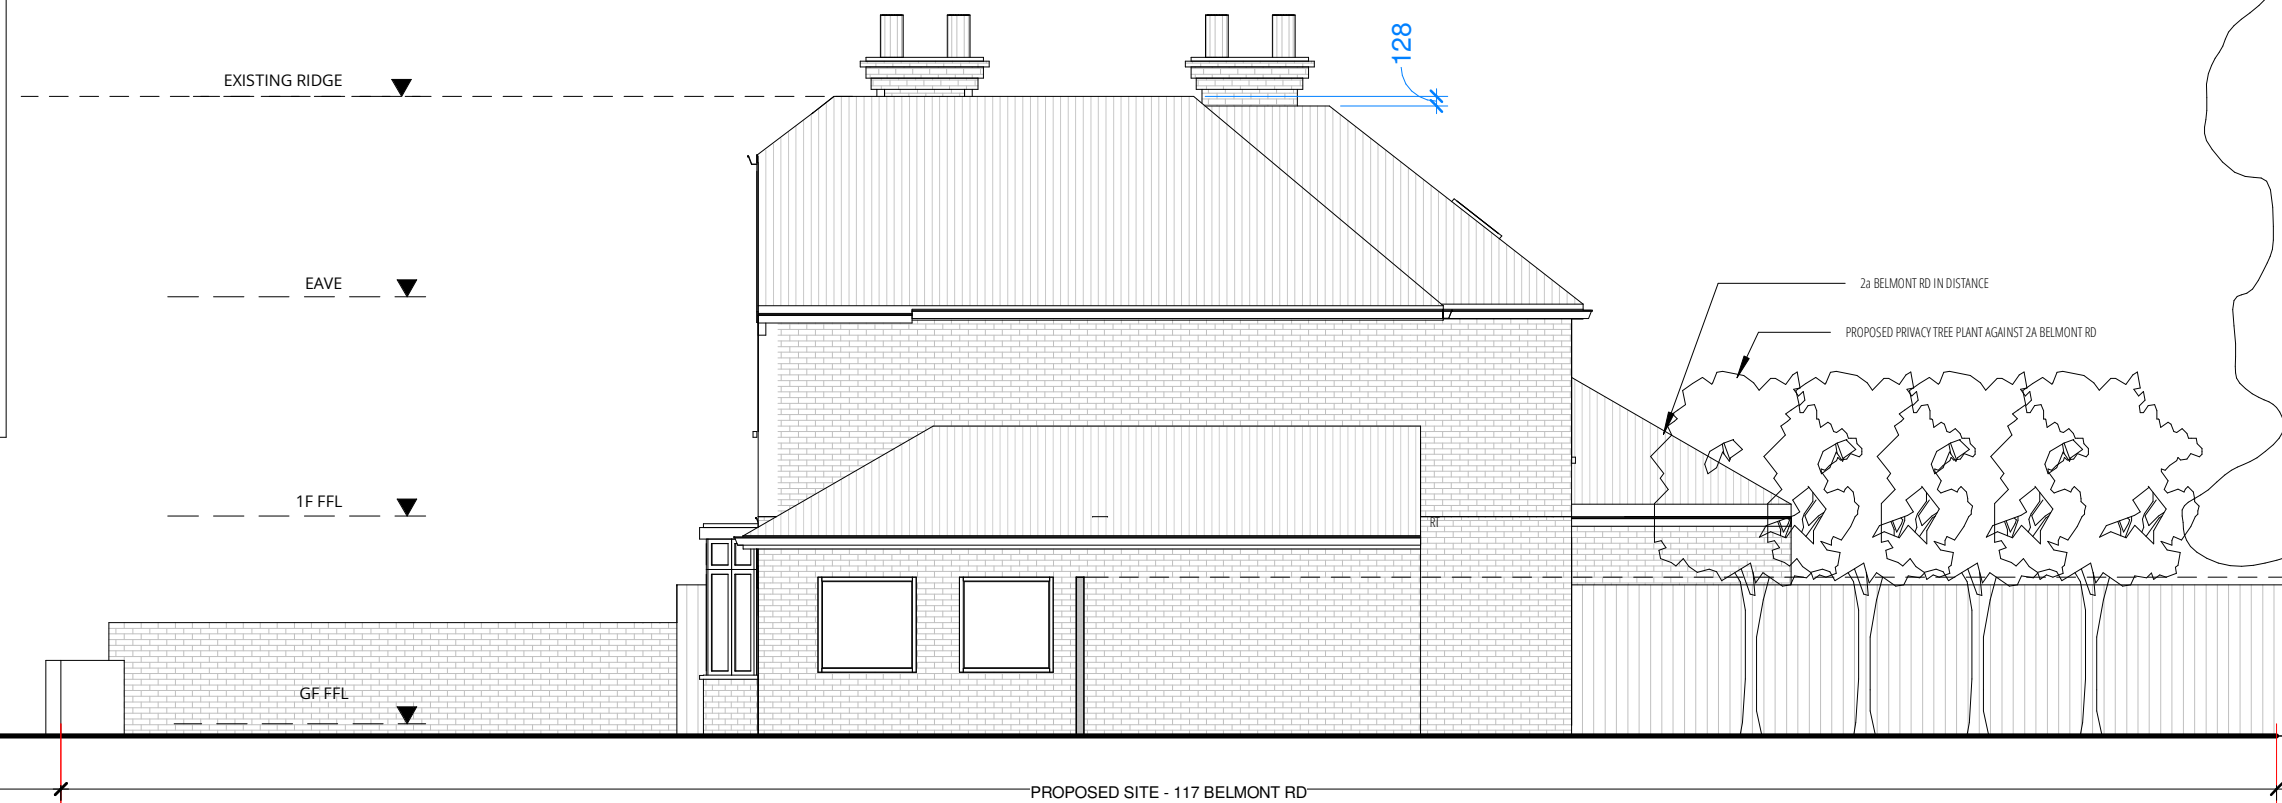 128
EXISTING RIDGE
EAVE
2a BELMONT RD IN DISTANCE
PROPOSED PRIVACY TREE PLANT AGAINST 2A BELMONT RD
1F FFL
RT
GF FFL
PROPOSED SITE - 117 BELMONT RD